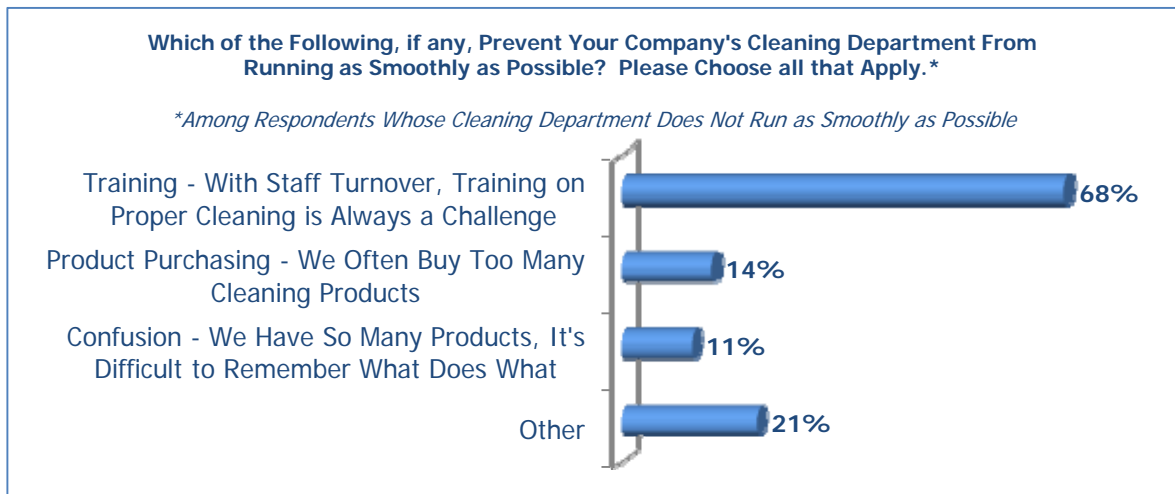 Which of the Following, if any, Prevent Your Company's Cleaning Department From
Running as Smoothly as Possible?  Please Choose all that Apply.*
*Among Respondents Whose Cleaning Department Does Not Run as Smoothly as Possible
Training - With Staff Turnover, Training on
Proper Cleaning is Always a Challenge
68%
Product Purchasing - We Often Buy Too Many
Cleaning Products
14%
Confusion - We Have So Many Products, It's
Difficult to Remember What Does What
11%
Other
21%